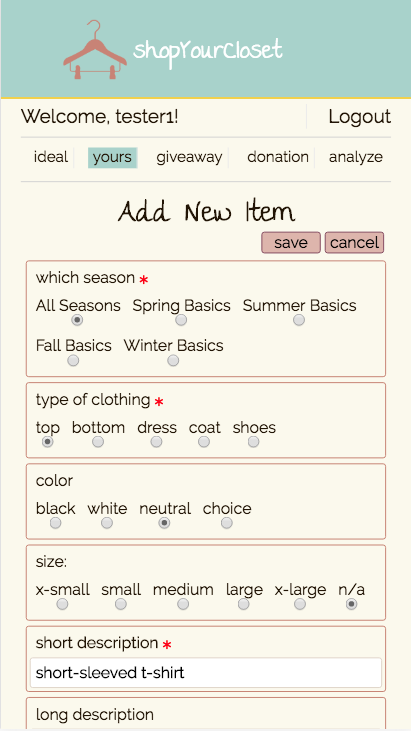 shopYourCloset
Welcome, tester1! Logout
ideal yours giveaway donation analyze
Add New Item
save cancel
which season *
All Seasons Spring Basics Summer Basics
Fall Basics Winter Basics
type of clothing *
top bottom dress coat shoes
color
black white neutral choice
size:
x-small small medium large x-large n/a
short description *
short-sleeved t-shirt
long description